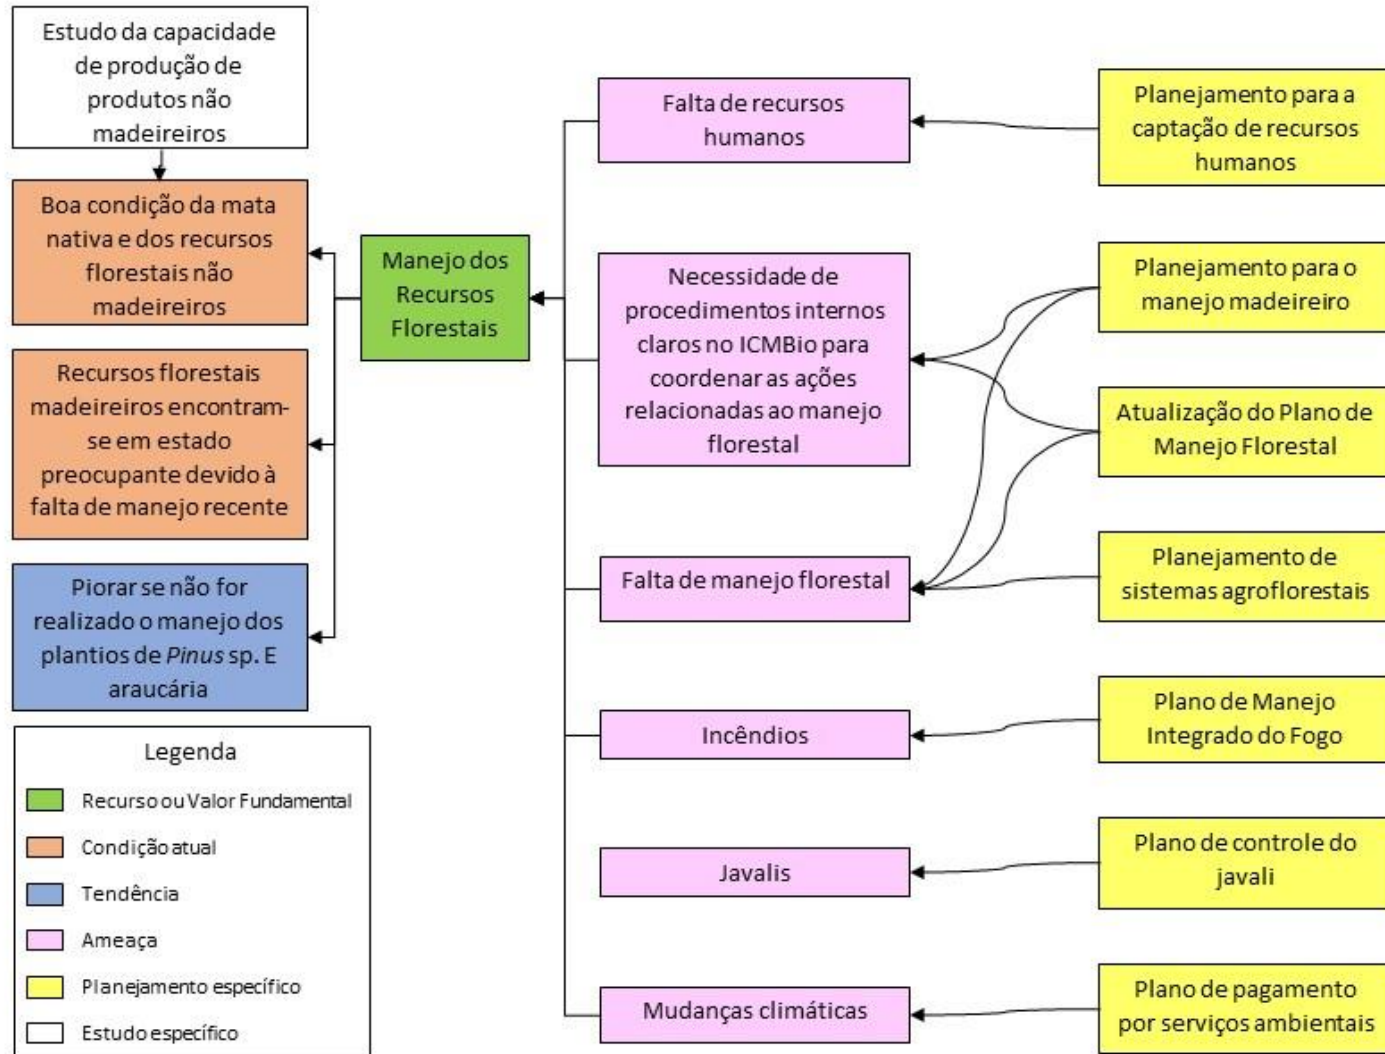 Estudo da capacidade
de produção de
produtos não
madeireiros
Boa condição da mata
nativa e dos recursos
florestais não
madeireiros
Recursos florestais
madeireiros encontram-
se em estado
preocupante devido à
falta de manejo recente
Piorar se não for
realizado o manejo dos
plantios de Pinus sp. E
araucária
Legenda
Recurso ou Valor Fundamental
Condição atual
Tendência
Ameaça
Planejamento específico
Estudo específico
Manejo dos
Recursos
Florestais
Falta de recursos
humanos
Necessidade de
procedimentos internos
claros no ICMBio para
coordenar as ações
relacionadas ao manejo
florestal
Falta de manejo florestal
Incêndios
Javalis
Mudanças climáticas
Planejamento para a
captação de recursos
humanos
Planejamento para o
manejo madeireiro
Atualização do Plano de
Manejo Florestal
Planejamento de
sistemas agroflorestais
Plano de Manejo
Integrado do Fogo
Plano de controle do
javali
Plano de pagamento
por serviços ambientais